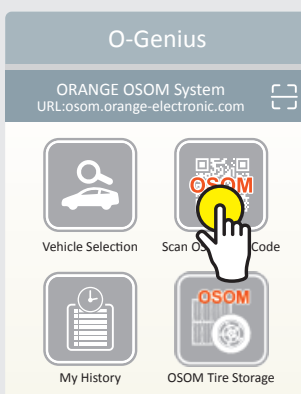 O-Genius
ORANGE OSOM System
URL:osom.orange-electronic.com
OSOM
Vehicle Selection
Scan Code
OSOM
My History
OSOM Tire Storage